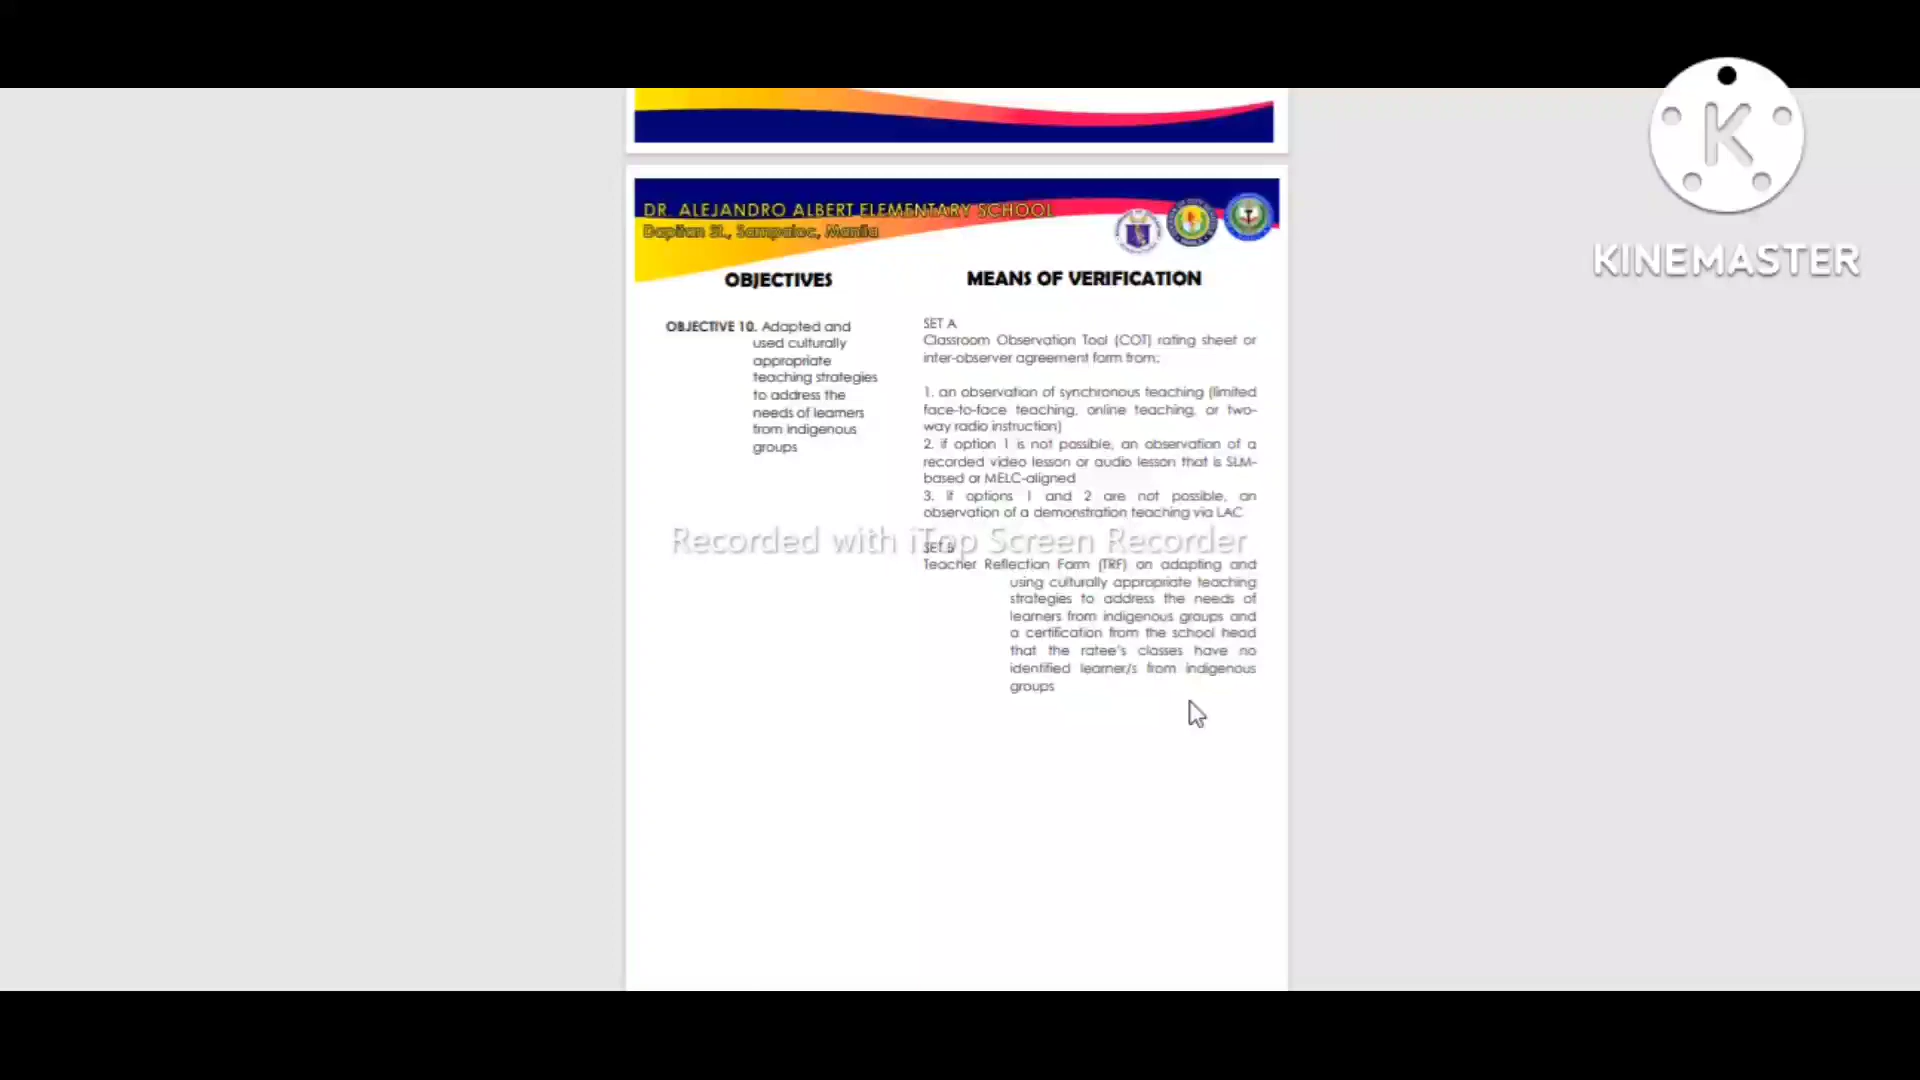 DR. ALEJANDRO ALBERT ELEMENTARY SCHOOL
Dapitan St., Sampaloc, Manila
K
KINEMASTER
OBJECTIVES
MEANS OF VERIFICATION
OBJECTIVE 10. Adapted and
used culturally
appropriate
teaching strategies
to address the
needs of learners
from indigenous
groups
SET A
Classroom Observation Tool (COT) rating sheet or
inter-observer agreement form from:
1. an observation of synchronous teaching (limited
face-to-face teaching, online teaching, or two-
way radio instruction)
2. if option 1 is not possible, an observation of a
recorded video lesson or audio lesson that is SLM-
based or MELC-aligned
3. if options 1 and 2 are not possible, an
observation of a demonstration teaching via LAC
Recorded with iTop Screen Recorder
SET B
Teacher Reflection Form (TRF) on adapting and
using culturally appropriate teaching
strategies to address the needs of
learners from indigenous groups and
a certification from the school head
that the ratee's classes have no
identified learner/s from indigenous
groups